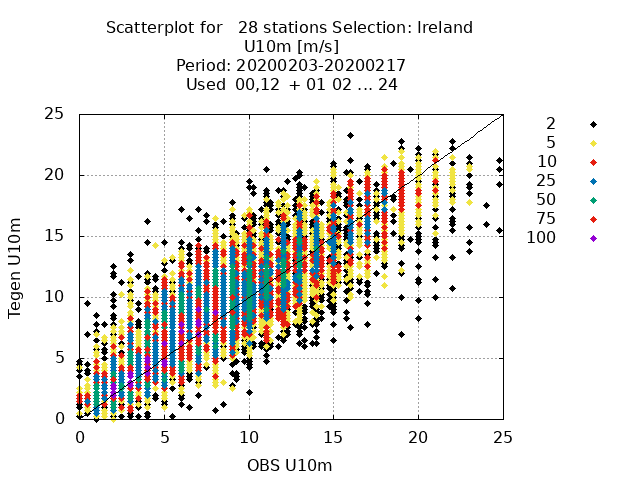 Scatterplot for 28 stations Selection: Ireland
U10m [m/s]
Period: 20200203-20200217
Used 00,12 + 01 02 ... 24
25
20
15
10
5
0
Tegen U10m
0 5 10 15 20 25
OBS U10m
2
5
10
25
50
75
100